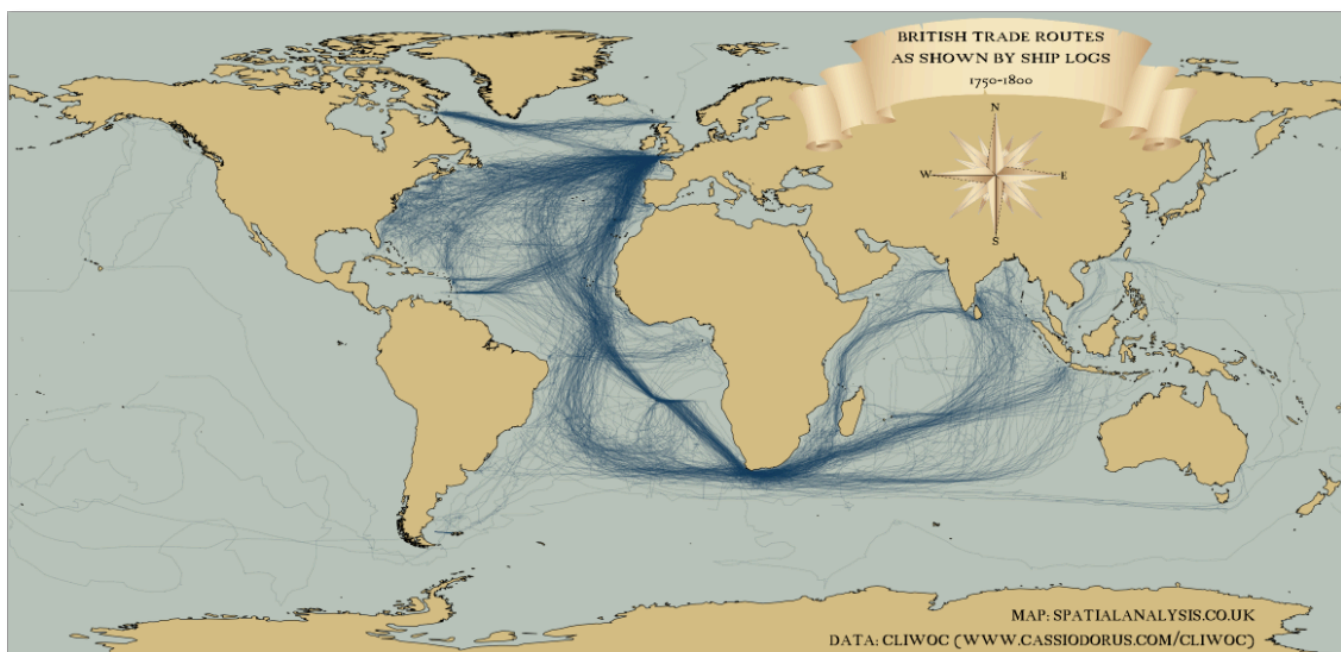 BRITISH TRADE ROUTES
AS SHOWN BY SHIP LOGS
1750-1800
N
W
E
S
MAP: SPATIALANALYSIS.CO.UK
DATA: CLIWOC (WWW.CASSIODORUS.COM/CLIWOC)